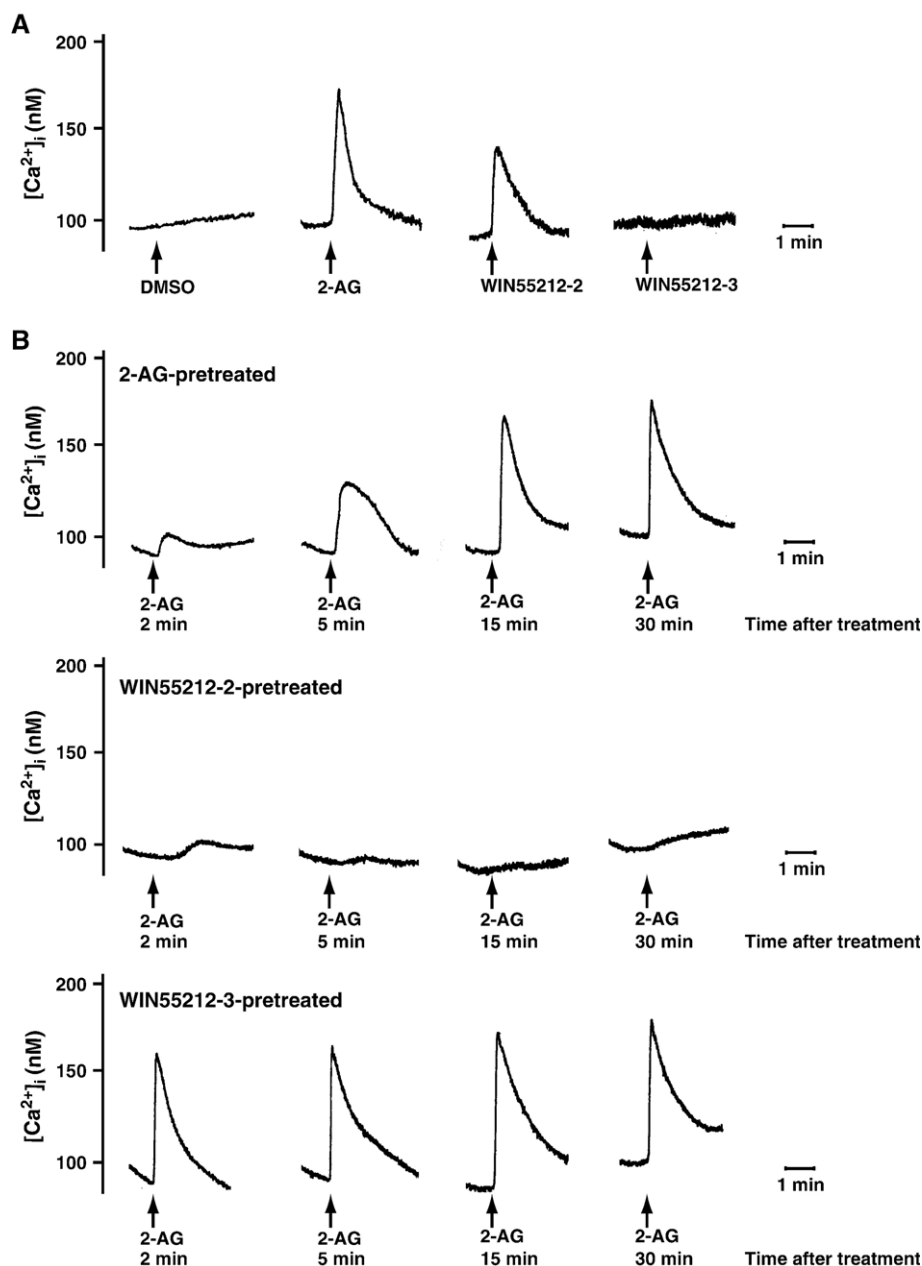 A
[Ca²⁺]ᵢ (nM)
200
150
100
DMSO
2-AG
WIN55212-2
WIN55212-3
1 min
B
[Ca²⁺]ᵢ (nM)
200
150
100
2-AG-pretreated
1 min
2-AG 2-AG 2-AG 2-AG
2 min 5 min 15 min 30 min Time after treatment
[Ca²⁺]ᵢ (nM)
200
150
100
WIN55212-2-pretreated
1 min
2-AG 2-AG 2-AG 2-AG
2 min 5 min 15 min 30 min Time after treatment
[Ca²⁺]ᵢ (nM)
200
150
100
WIN55212-3-pretreated
1 min
2-AG 2-AG 2-AG 2-AG
2 min 5 min 15 min 30 min Time after treatment